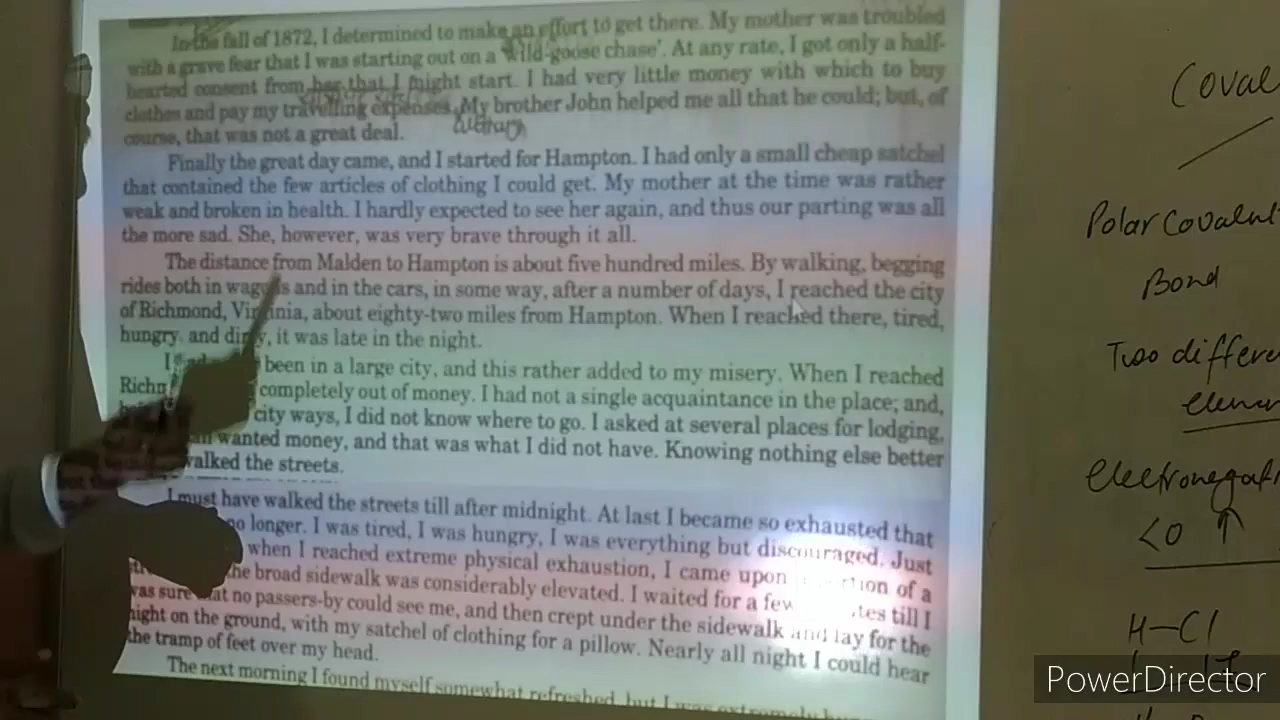 In the fall of 1872, I determined to make an effort to get there. My mother was troubled
with a grave fear that I was starting out on a 'wild-goose chase'. At any rate, I got only a half-
hearted consent from her that I might start. I had very little money with which to buy
clothes and pay my travelling expenses. My brother John helped me all that he could; but, of
course, that was not a great deal.
Finally the great day came, and I started for Hampton. I had only a small cheap satchel
that contained the few articles of clothing I could get. My mother at the time was rather
weak and broken in health. I hardly expected to see her again, and thus our parting was all
the more sad. She, however, was very brave through it all.
The distance from Malden to Hampton is about five hundred miles. By walking, begging
rides both in wagons and in the cars, in some way, after a number of days, I reached the city
of Richmond, Virginia, about eighty-two miles from Hampton. When I reached there, tired,
hungry, and dirty, it was late in the night.
I been in a large city, and this rather added to my misery. When I reached
completely out of money. I had not a single acquaintance in the place; and,
city ways, I did not know where to go. I asked at several places for lodging,
wanted money, and that was what I did not have. Knowing nothing else better
walked the streets.
I must have walked the streets till after midnight. At last I became so exhausted that
longer. I was tired, I was hungry, I was everything but discouraged. Just
when I reached extreme physical exhaustion, I came upon of a
the broad sidewalk was considerably elevated. I waited for a few till I
was sure that no passers-by could see me, and then crept under the sidewalk and lay for the
night on the ground, with my satchel of clothing for a pillow. Nearly all night I could hear
the tramp of feet over my head.
The next morning I found myself somewhat refreshed, but I was extremely
Polar Covalent
Bond
Two
<0 ↑
H-Cl
PowerDirector